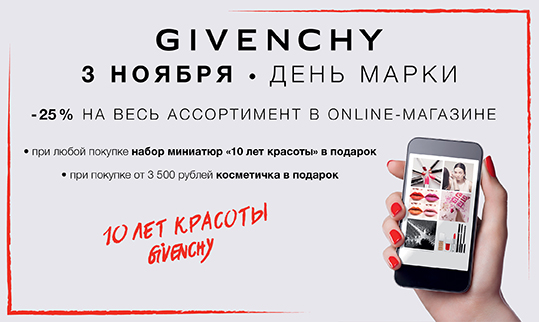 GIVENCHY
3 НОЯБРЯ • ДЕНЬ МАРКИ
-25% НА ВЕСЬ АССОРТИМЕНТ В ONLINE-МАГАЗИНЕ
• при любой покупке набор миниатюр «10 лет красоты» в подарок
• при покупке от 3 500 рублей косметичка в подарок
10 ЛЕТ КРАСОТЫ
GIVENCHY